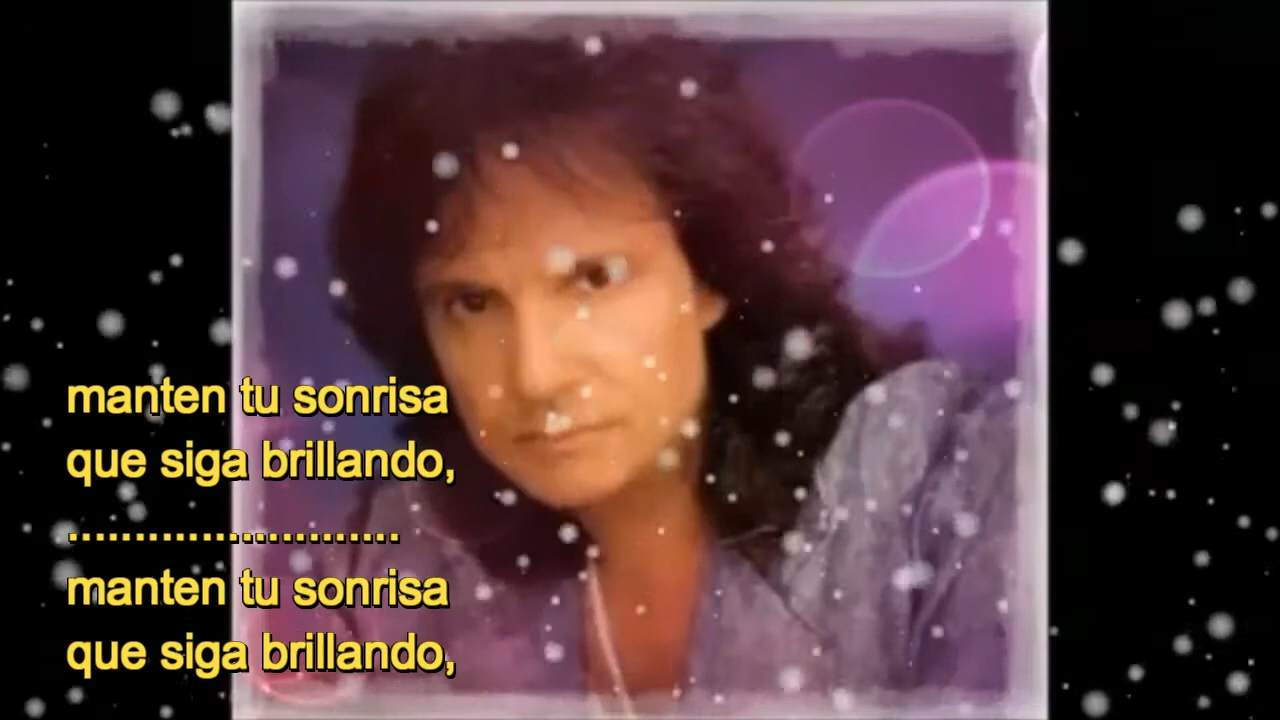 manten tu sonrisa
que siga brillando,
.........................
manten tu sonrisa
que siga brillando,